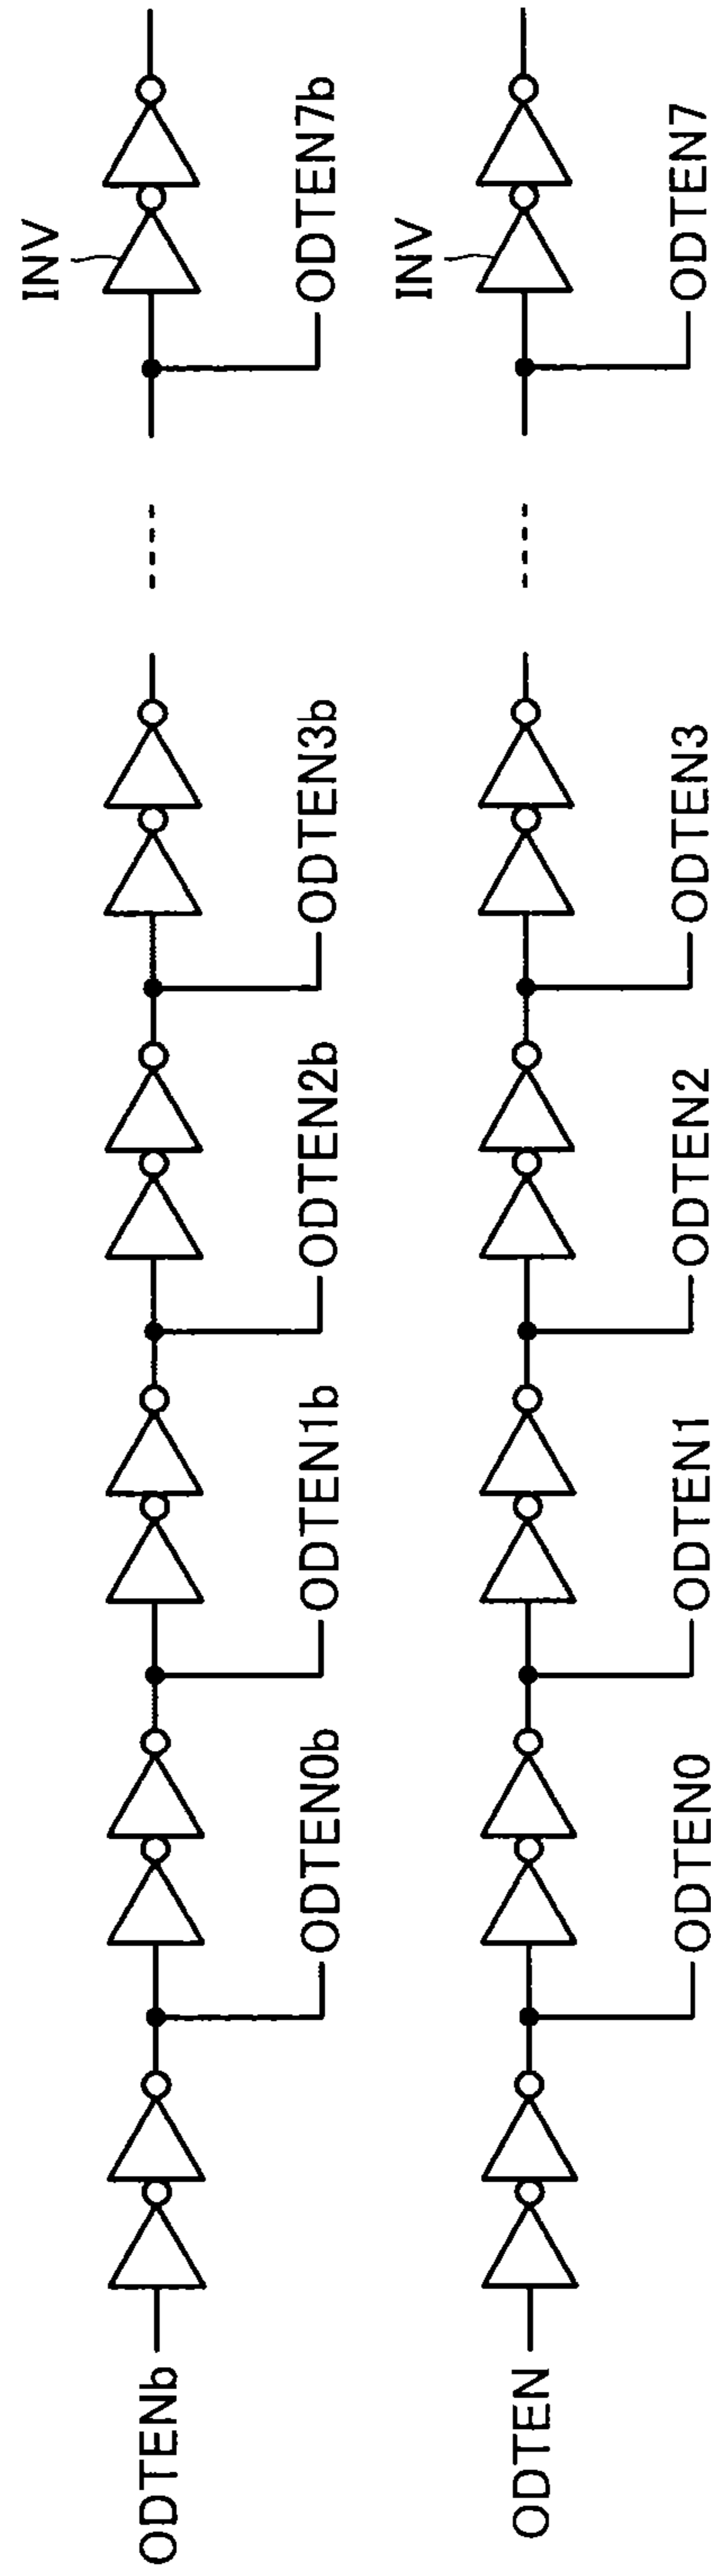 ODTENb
ODTEN0b
ODTEN1b
ODTEN2b
ODTEN3b
INV
ODTEN7b
ODTEN
ODTEN0
ODTEN1
ODTEN2
ODTEN3
INV
ODTEN7